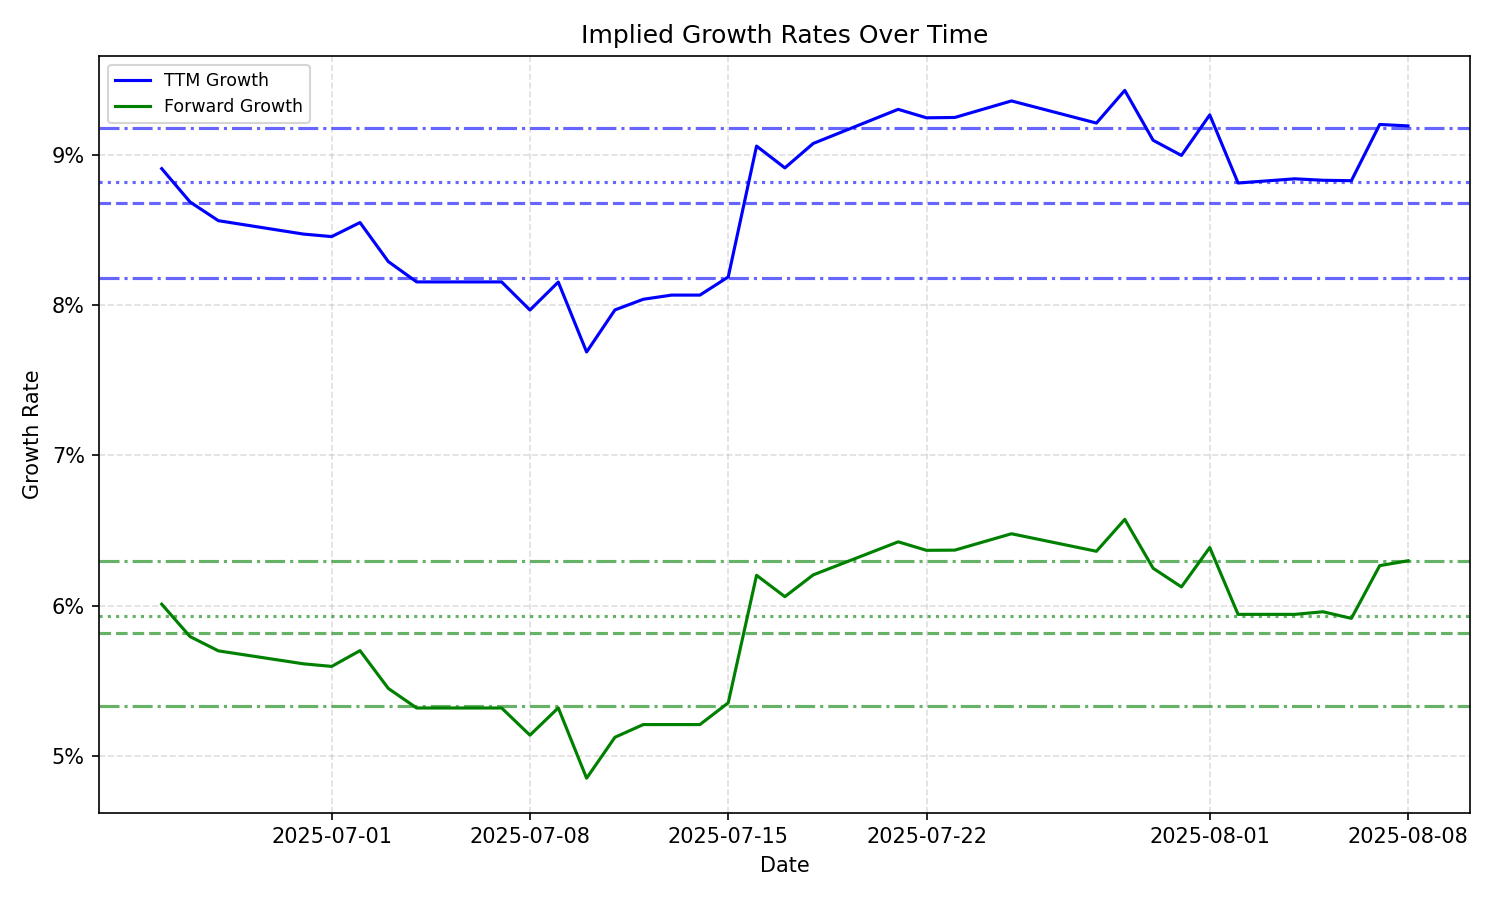 Implied Growth Rates Over Time
TTM Growth
Forward Growth
9%
8%
7%
6%
5%
Growth Rate
2025-07-01
2025-07-08
2025-07-15
2025-07-22
2025-08-01
2025-08-08
Date